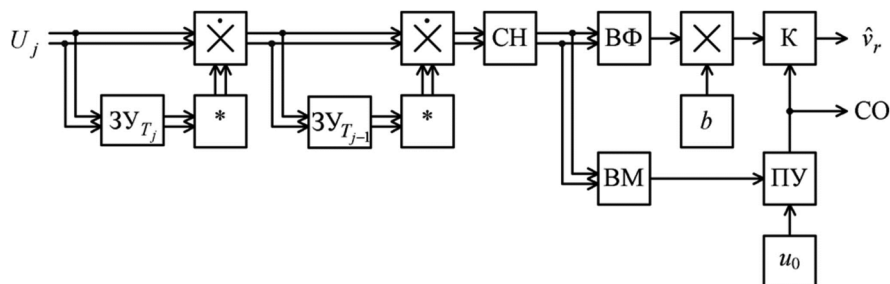 U_j
×
×
СН
ВФ
×
К
v̂_r
ЗУ_{T_j}
*
ЗУ_{T_{j-1}}
*
b
СО
ВМ
ПУ
u_0